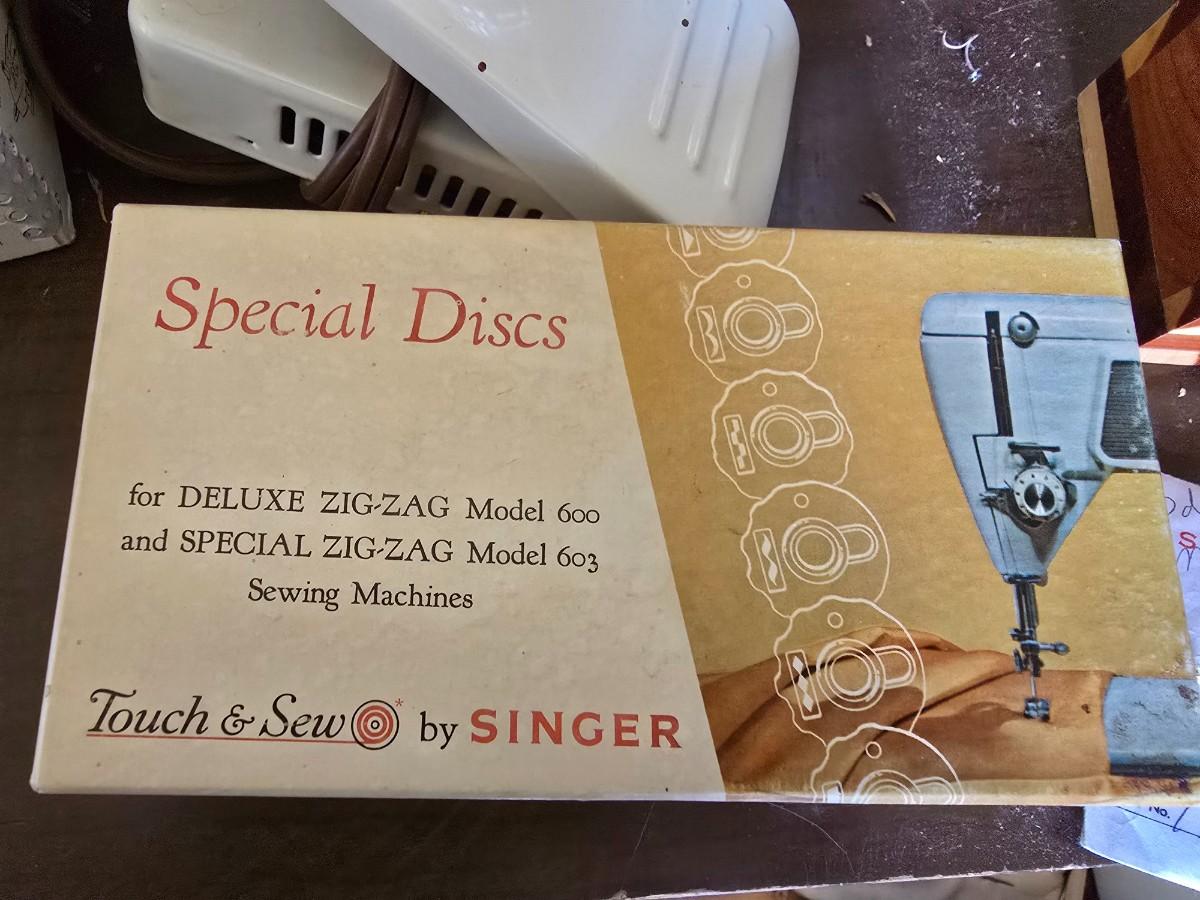 Special Discs
for DELUXE ZIG-ZAG Model 600
and SPECIAL ZIG-ZAG Model 603
Sewing Machines
Touch & Sew * by SINGER
No.